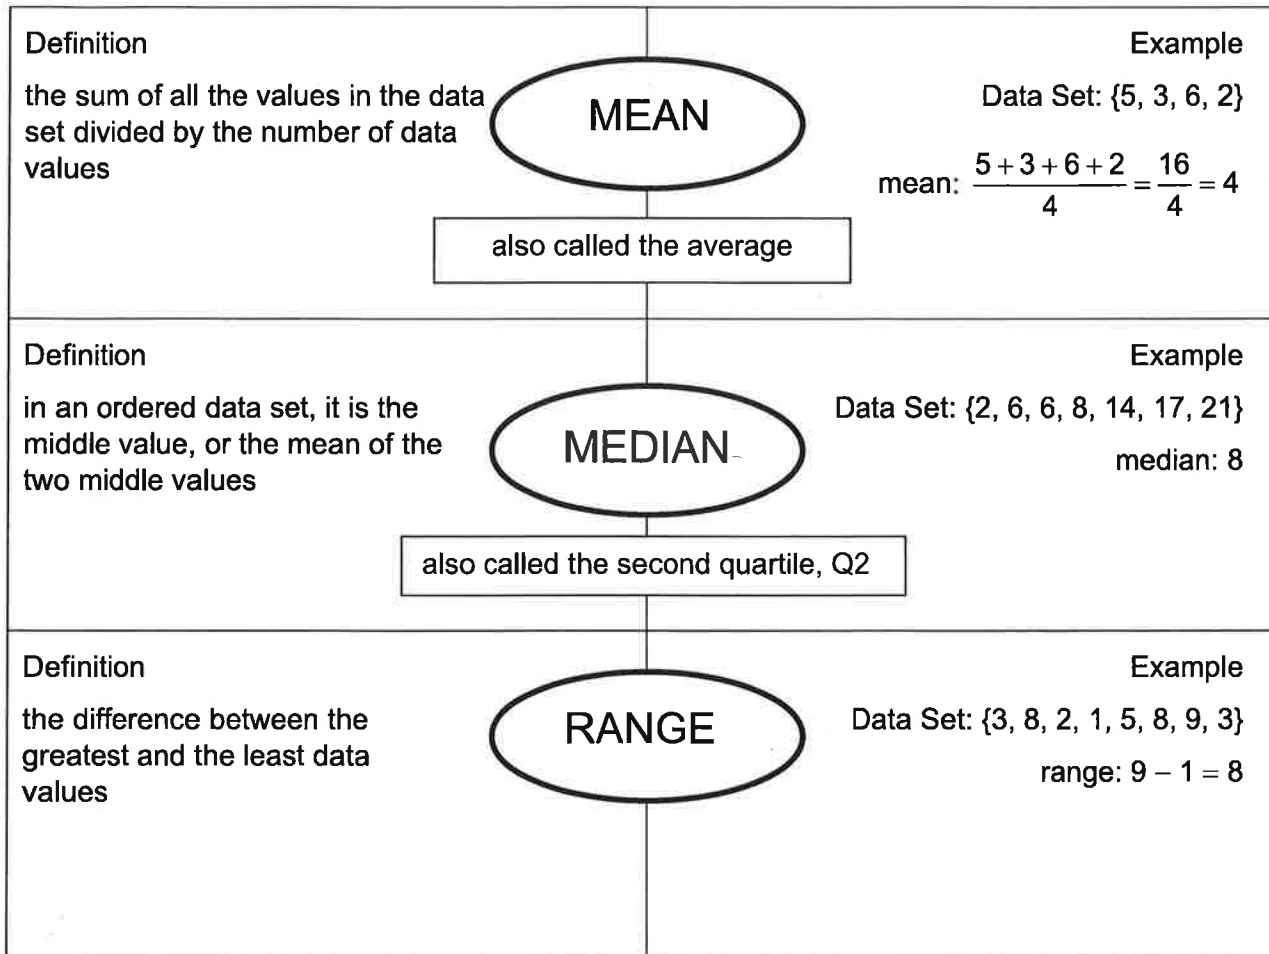 Definition
the sum of all the values in the data
set divided by the number of data
values
MEAN
also called the average
Example
Data Set: {5, 3, 6, 2}
mean: (5 + 3 + 6 + 2)/4 = 16/4 = 4
Definition
in an ordered data set, it is the
middle value, or the mean of the
two middle values
MEDIAN
also called the second quartile, Q2
Example
Data Set: {2, 6, 6, 8, 14, 17, 21}
median: 8
Definition
the difference between the
greatest and the least data
values
RANGE
Example
Data Set: {3, 8, 2, 1, 5, 8, 9, 3}
range: 9 – 1 = 8